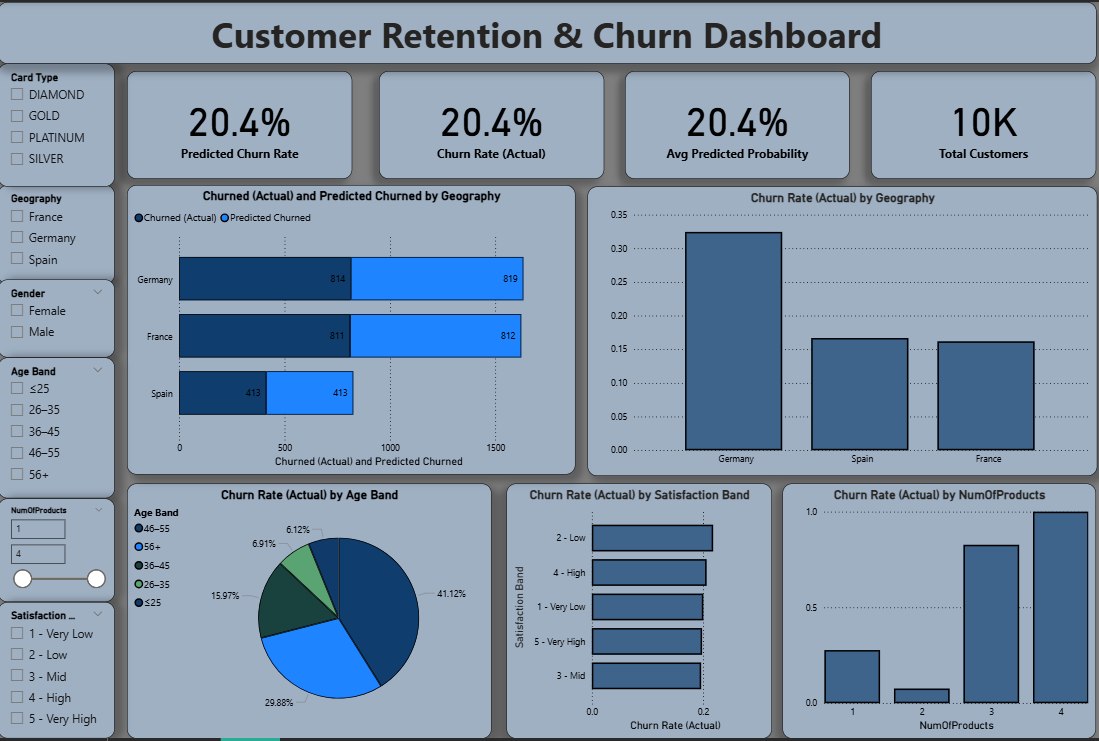 Customer Retention & Churn Dashboard
Card Type
DIAMOND
GOLD
PLATINUM
SILVER
Geography
France
Germany
Spain
Gender
Female
Male
Age Band
≤25
26–35
36–45
46–55
56+
NumOfProducts
1
4
Satisfaction ...
1 - Very Low
2 - Low
3 - Mid
4 - High
5 - Very High
20.4%
Predicted Churn Rate
20.4%
Churn Rate (Actual)
20.4%
Avg Predicted Probability
10K
Total Customers
Churned (Actual) and Predicted Churned by Geography
Churned (Actual) Predicted Churned
Germany 814 819
France 811 812
Spain 413 413
0 500 1000 1500
Churned (Actual) and Predicted Churned
Churn Rate (Actual) by Geography
0.35
0.30
0.25
0.20
0.15
0.10
0.05
0.00
Germany Spain France
Churn Rate (Actual) by Age Band
Age Band
46–55
56+
36–45
26–35
≤25
6.12%
6.91%
15.97%
41.12%
29.88%
Churn Rate (Actual) by Satisfaction Band
Satisfaction Band
2 - Low
4 - High
1 - Very Low
5 - Very High
3 - Mid
0.0 0.2
Churn Rate (Actual)
Churn Rate (Actual) by NumOfProducts
1.0
0.5
0.0
1 2 3 4
NumOfProducts